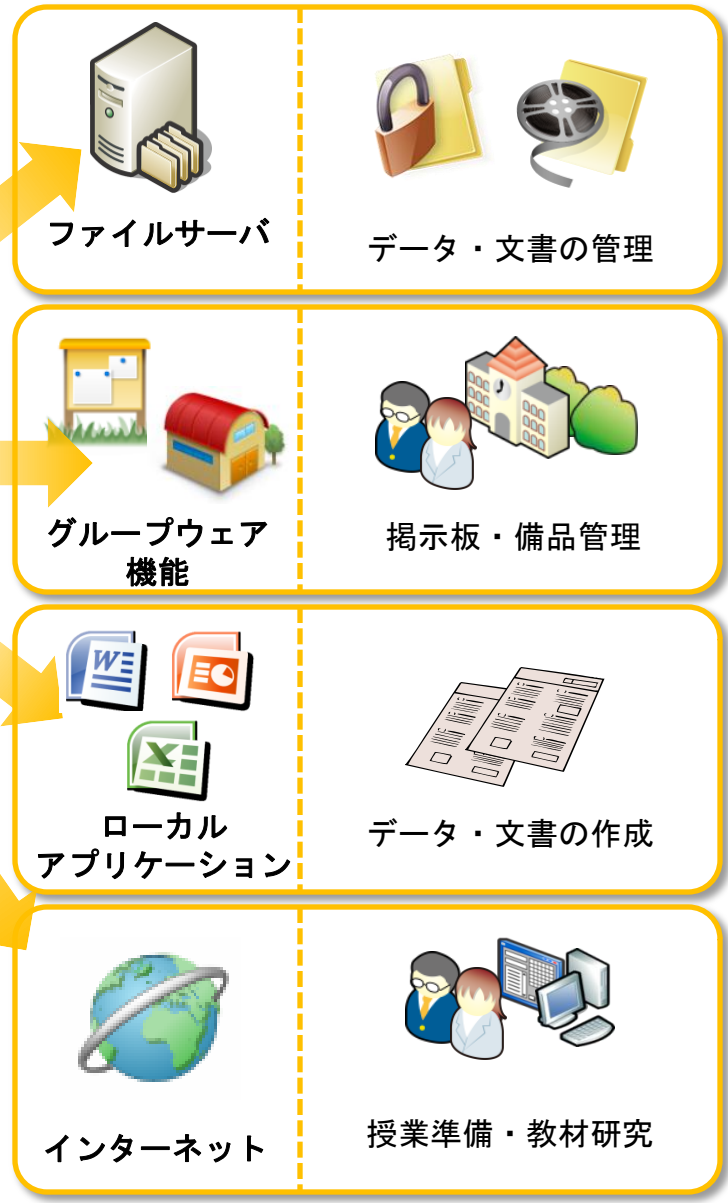 ファイルサーバ
データ・文書の管理
グループウェア
機能
掲示板・備品管理
W
X
ローカル
アプリケーション
データ・文書の作成
インターネット
授業準備・教材研究